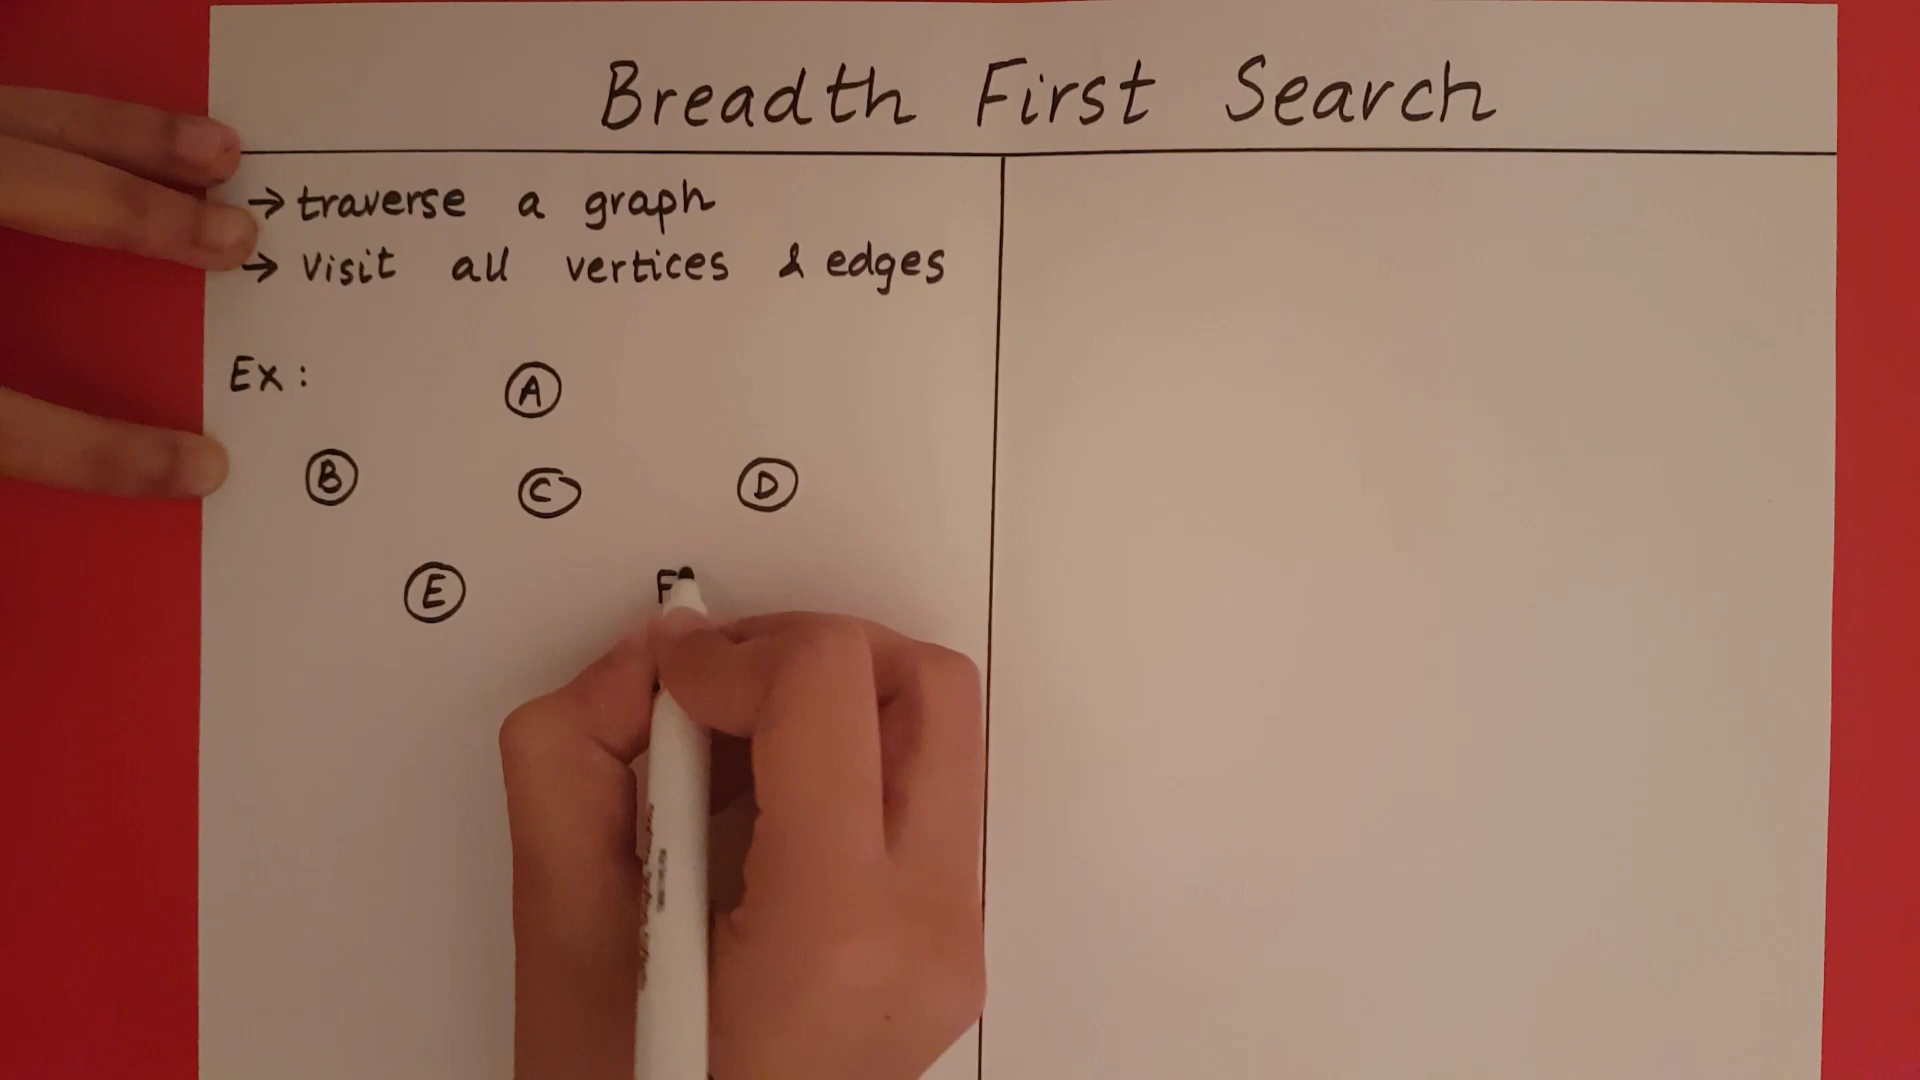 Breadth First Search
→ traverse a graph
→ Visit all vertices & edges
Ex : A
B C D
E F